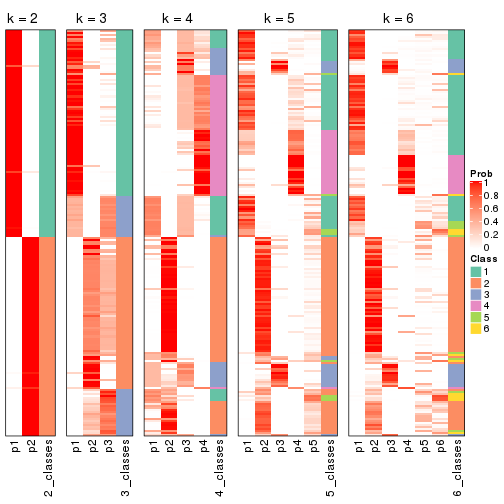 k = 2
k = 3
k = 4
k = 5
k = 6
Prob
1
0.8
0.6
0.4
0.2
0
Class
1
2
3
4
5
6
p1
p2
2_classes
p1
p2
p3
3_classes
p1
p2
p3
p4
4_classes
p1
p2
p3
p4
p5
5_classes
p1
p2
p3
p4
p5
p6
6_classes